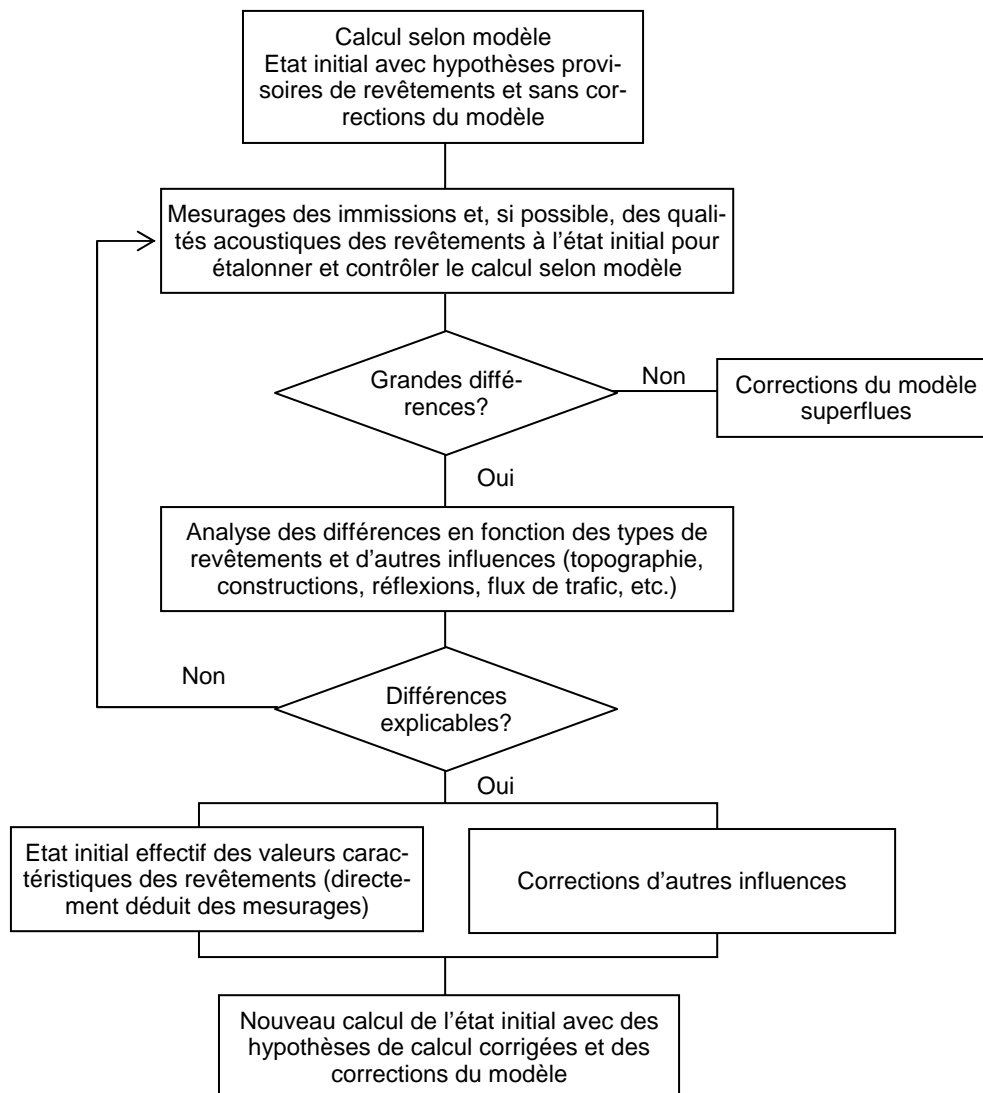 Calcul selon modèle
Etat initial avec hypothèses provi-
soires de revêtements et sans cor-
rections du modèle
Mesurages des immissions et, si possible, des quali-
tés acoustiques des revêtements à l'état initial pour
étalonner et contrôler le calcul selon modèle
Grandes diffé-
rences?
Non
Corrections du modèle
superflues
Oui
Analyse des différences en fonction des types de
revêtements et d'autres influences (topographie,
constructions, réflexions, flux de trafic, etc.)
Non
Différences
explicables?
Oui
Etat initial effectif des valeurs carac-
téristiques des revêtements (directe-
ment déduit des mesurages)
Corrections d'autres influences
Nouveau calcul de l'état initial avec des
hypothèses de calcul corrigées et des
corrections du modèle